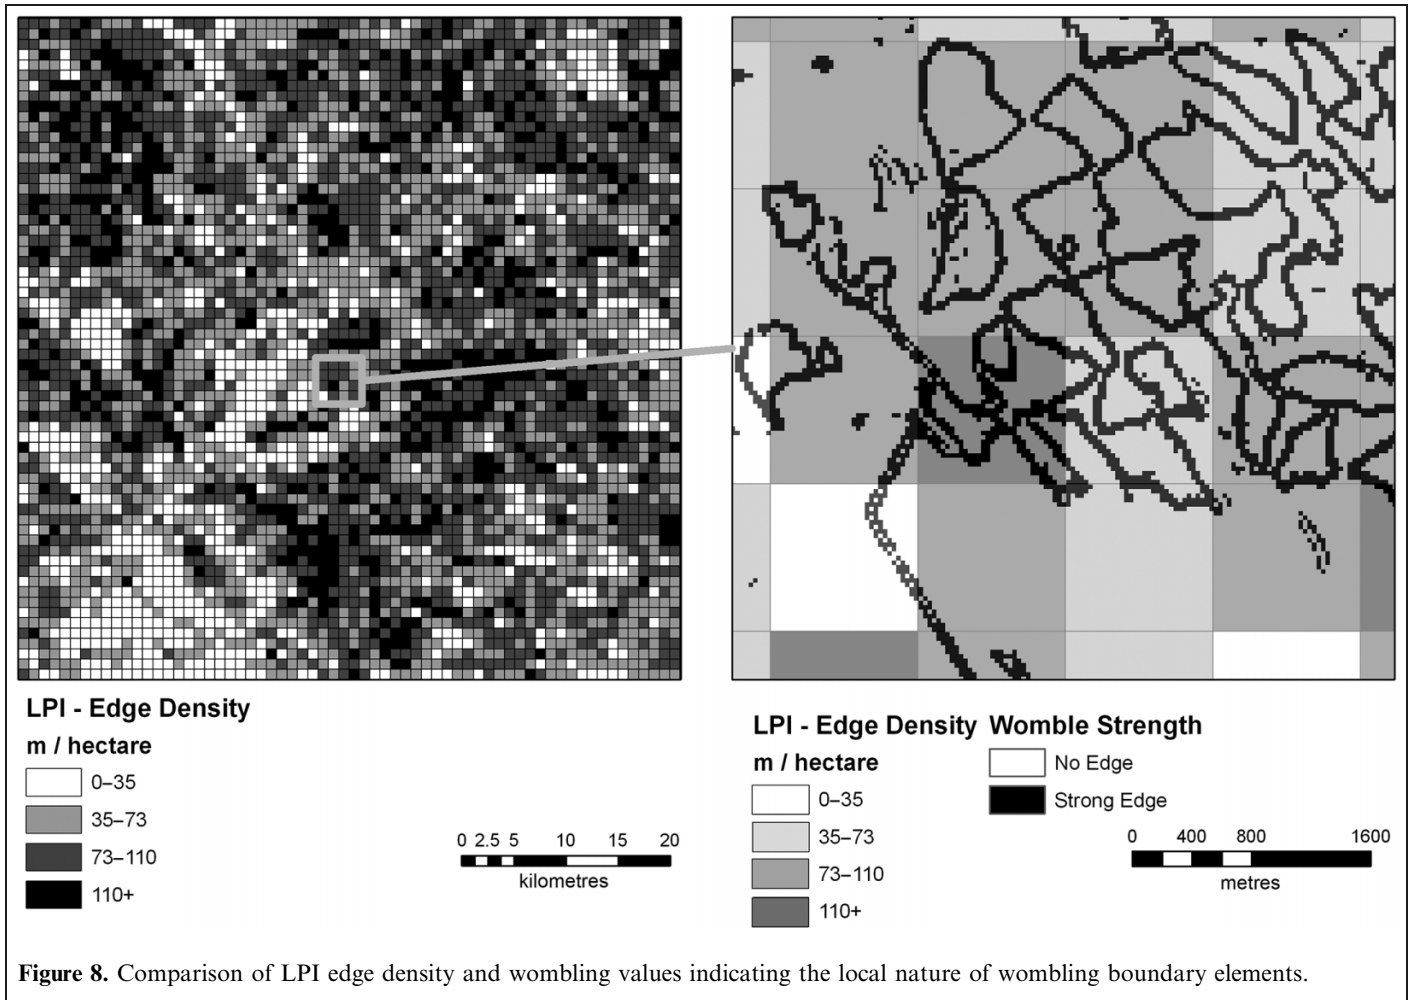 LPI - Edge Density
m / hectare
0–35
35–73
73–110
110+
0 2.5 5 10 15 20
kilometres
LPI - Edge Density
m / hectare
0–35
35–73
73–110
110+
Womble Strength
No Edge
Strong Edge
0 400 800 1600
metres
Figure 8. Comparison of LPI edge density and wombling values indicating the local nature of wombling boundary elements.